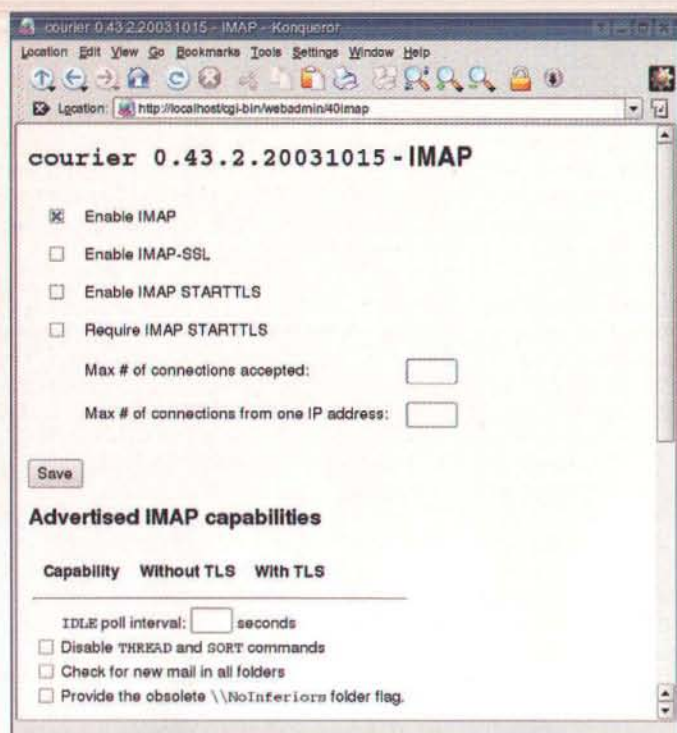 courier 0.43.2.20031015 - IMAP - Konqueror
Location Edit View Go Bookmarks Tools Settings Window Help
Location: http://localhost/cgi-bin/webadmin/40imap
courier 0.43.2.20031015 - IMAP
Enable IMAP
Enable IMAP-SSL
Enable IMAP STARTTLS
Require IMAP STARTTLS
Max # of connections accepted:
Max # of connections from one IP address:
Save
Advertised IMAP capabilities
Capability Without TLS With TLS
IDLE poll interval: seconds
Disable THREAD and SORT commands
Check for new mail in all folders
Provide the obsolete \\NoInferiors folder flag.